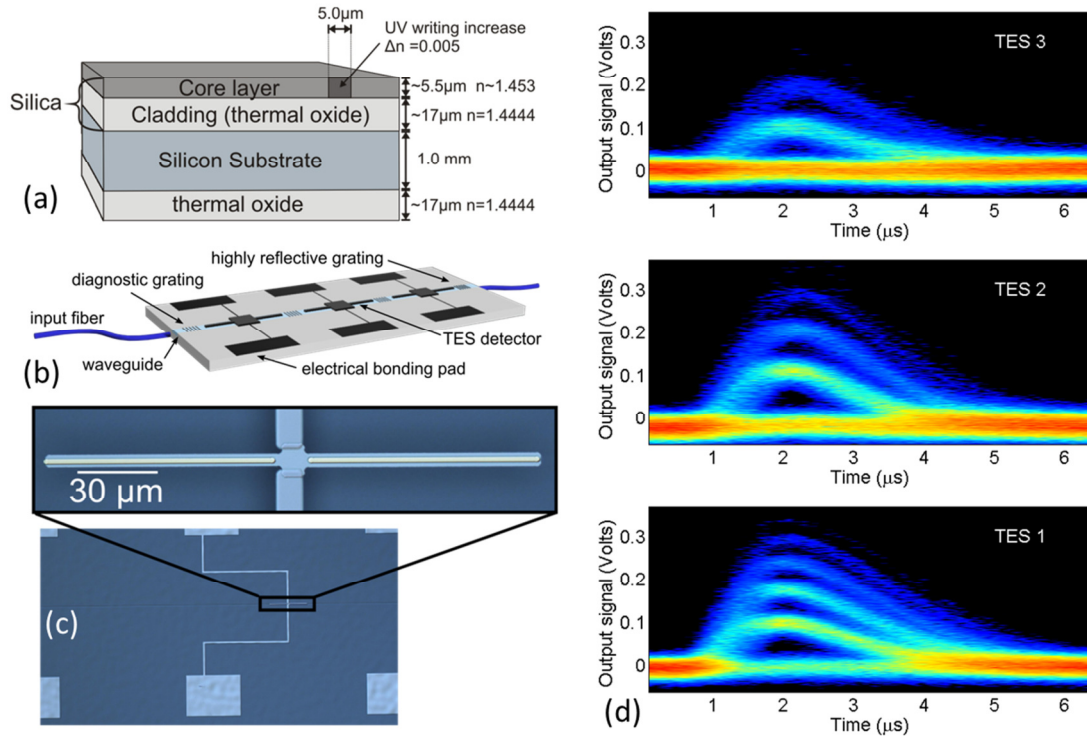 5.0μm
UV writing increase
Δn =0.005
Silica
Core layer
~5.5μm n~1.453
Cladding (thermal oxide)
~17μm n=1.4444
Silicon Substrate
1.0 mm
thermal oxide
~17μm n=1.4444
(a)
highly reflective grating
diagnostic grating
input fiber
waveguide
TES detector
electrical bonding pad
(b)
30 μm
(c)
TES 3
Output signal (Volts)
0.3
0.2
0.1
0
1 2 3 4 5 6
Time (μs)
TES 2
Output signal (Volts)
0.3
0.2
0.1
0
1 2 3 4 5 6
Time (μs)
TES 1
Output signal (Volts)
0.3
0.2
0.1
0
1 2 3 4 5 6
Time (μs)
(d)